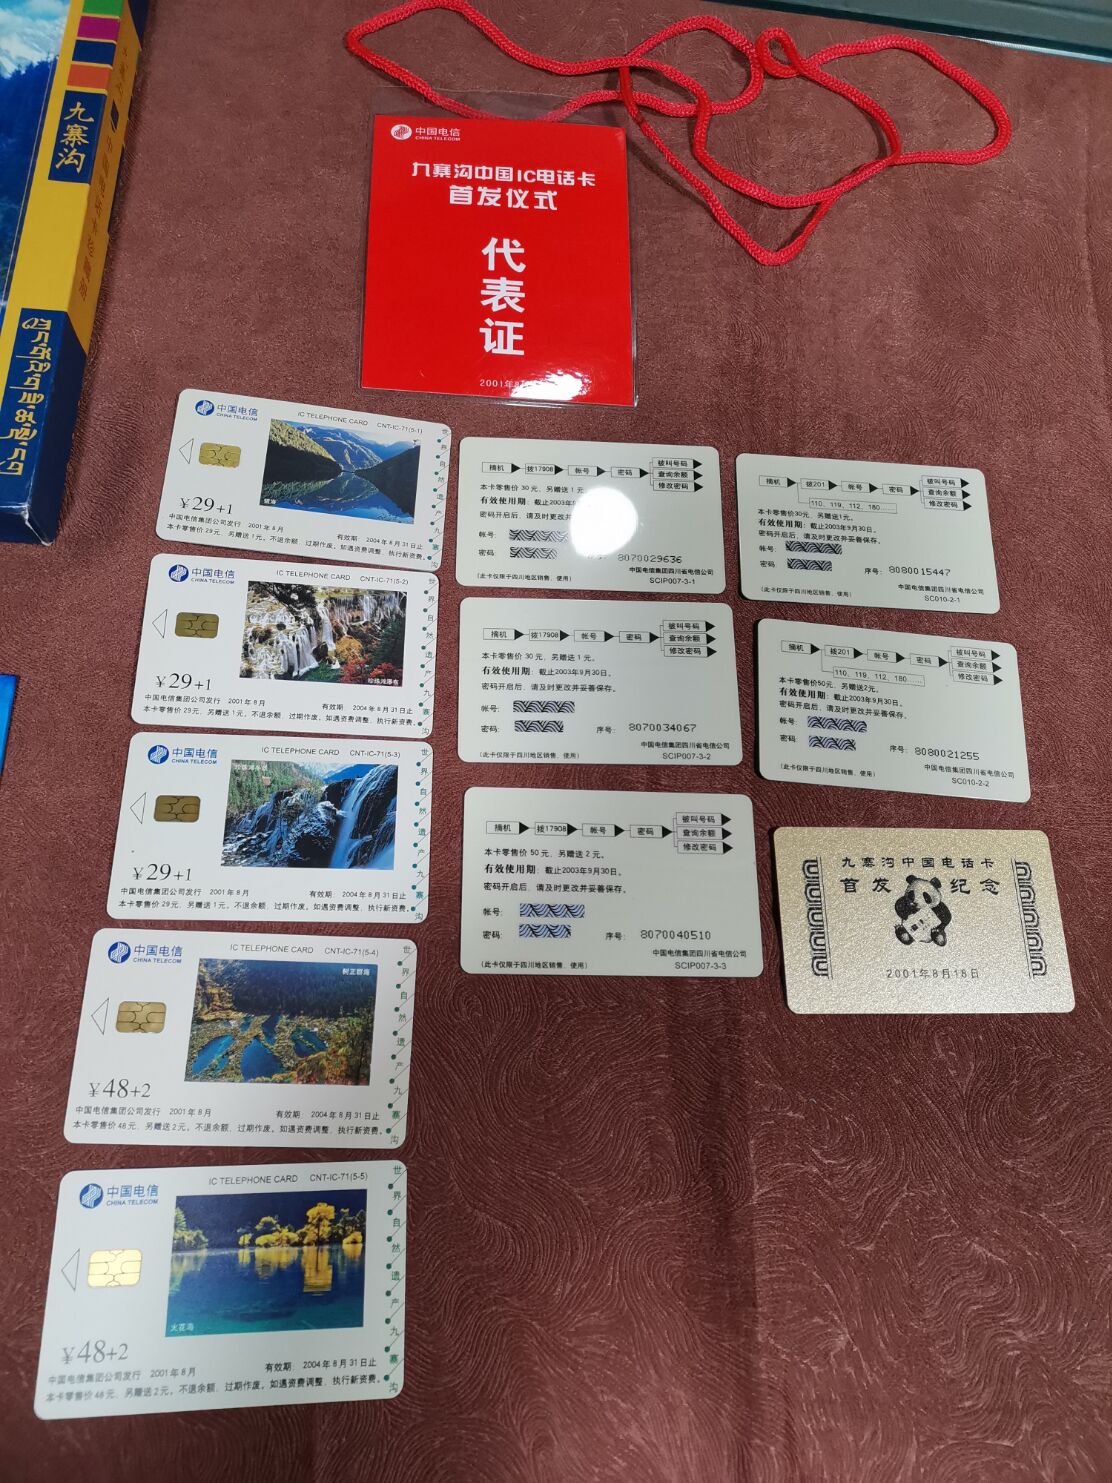 九寨沟
中国电信
CHINA TELECOM
九寨沟中国IC电话卡
首发仪式
代
表
证
2001年8
中国电信
CHINA TELECOM
IC TELEPHONE CARD CNT-IC-71(5-1)
镜海
¥29+1
中国电信集团公司发行 2001年8月
有效期: 2004年8月31日止
本卡零售价29元,另赠送1元。不退余额,过期作废。如遇资费调整,执行新资费。
世界自然遗产九寨沟
中国电信
CHINA TELECOM
IC TELEPHONE CARD CNT-IC-71(5-2)
珍珠滩瀑布
¥29+1
中国电信集团公司发行 2001年8月
有效期: 2004年8月31日止
本卡零售价29元,另赠送1元。不退余额,过期作废。如遇资费调整,执行新资费。
世界自然遗产九寨沟
中国电信
CHINA TELECOM
IC TELEPHONE CARD CNT-IC-71(5-3)
¥29+1
中国电信集团公司发行 2001年8月
有效期: 2004年8月31日止
本卡零售价29元,另赠送1元。不退余额,过期作废。如遇资费调整,执行新资费。
世界自然遗产九寨沟
中国电信
CHINA TELECOM
IC TELEPHONE CARD CNT-IC-71(5-4)
树正群海
¥48+2
中国电信集团公司发行 2001年8月
有效期: 2004年8月31日止
本卡零售价48元,另赠送2元。不退余额,过期作废。如遇资费调整,执行新资费。
世界自然遗产九寨沟
中国电信
CHINA TELECOM
IC TELEPHONE CARD CNT-IC-71(5-5)
火花海
¥48+2
中国电信集团公司发行 2001年8月
有效期: 2004年8月31日止
本卡零售价48元,另赠送2元。不退余额,过期作废。如遇资费调整,执行新资费。
世界自然遗产九寨沟
摘机 拨17908 帐号 密码 被叫号码
查询余额
修改密码
本卡零售价30元,另赠送1元
有效使用期: 截止2003年
密码开启后,请及时更改并
帐号:
密码: 8070029636
中国电信集团四川省电信公司
(此卡仅限于四川地区销售、使用) SCIP007-3-1
摘机 拨17908 帐号 密码 被叫号码
查询余额
修改密码
本卡零售价30元,另赠送1元。
有效使用期: 截止2003年9月30日。
密码开启后,请及时更改并妥善保存。
帐号:
密码: 序号: 8070034067
中国电信集团四川省电信公司
(此卡仅限于四川地区销售、使用) SCIP007-3-2
摘机 拨17908 帐号 密码 被叫号码
查询余额
修改密码
本卡零售价50元,另赠送2元。
有效使用期: 截止2003年9月30日。
密码开启后,请及时更改并妥善保存。
帐号:
密码: 序号: 8070040510
中国电信集团四川省电信公司
(此卡仅限于四川地区销售、使用) SCIP007-3-3
摘机 拨201 帐号 密码 被叫号码
查询余额
修改密码
110、119、112、180......
本卡零售价30元,另赠送1元。
有效使用期: 截止2003年9月30日。
密码开启后,请及时更改并妥善保存。
帐号:
密码: 序号: 8080015447
中国电信集团四川省电信公司
(此卡仅限于四川地区销售、使用) SC010-2-1
摘机 拨201 帐号 密码 被叫号码
查询余额
修改密码
110、119、112、180......
本卡零售价50元,另赠送2元。
有效使用期: 截止2003年9月30日。
密码开启后,请及时更改并妥善保存。
帐号:
密码: 序号: 8080021255
中国电信集团四川省电信公司
(此卡仅限于四川地区销售、使用) SC010-2-2
九寨沟中国电话卡
首发 纪念
2001年8月18日